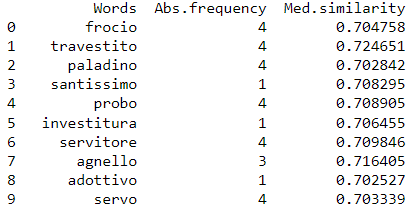 Words Abs.frequency Med.similarity
0 frocio 4 0.704758
1 travestito 4 0.724651
2 paladino 4 0.702842
3 santissimo 1 0.708295
4 probo 4 0.708905
5 investitura 1 0.706455
6 servitore 4 0.709846
7 agnello 3 0.716405
8 adottivo 1 0.702527
9 servo 4 0.703339